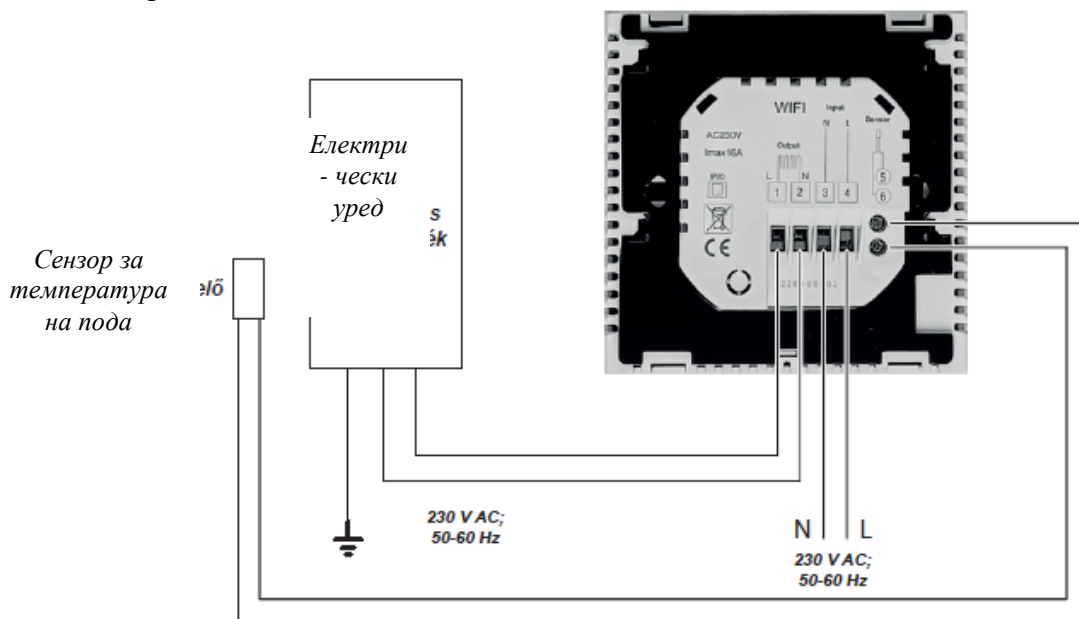 WIFI
Input
N L
Sensor
AC230V
Imax16A
Output
L N
1 2 3 4
5
6
CE
Електри
- чески
уред
s
ék
Сензор за
температура
на пода
elő
230 V AC;
50-60 Hz
N L
230 V AC;
50-60 Hz